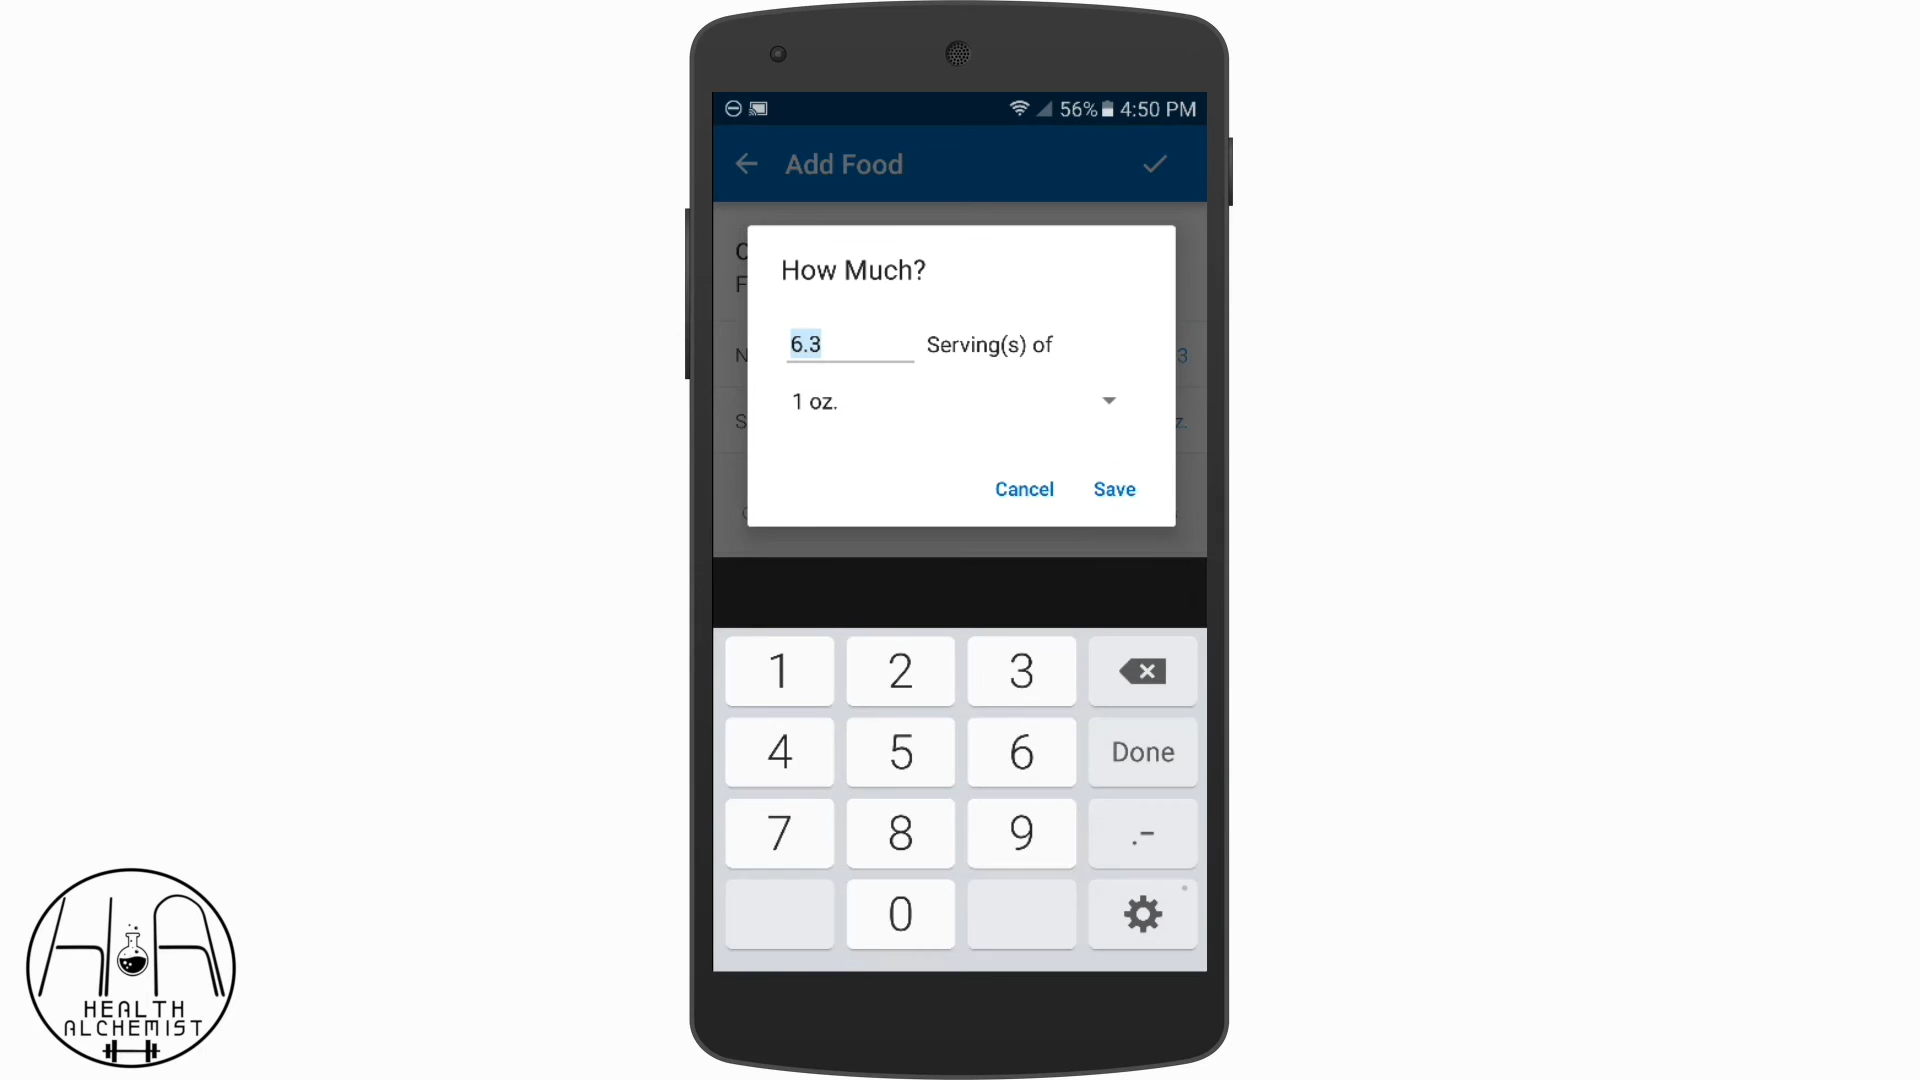 56% 4:50 PM
Add Food
How Much?
6.3 Serving(s) of
1 oz.
Cancel Save
1 2 3
4 5 6 Done
7 8 9 .-
0
HEALTH
ALCHEMIST